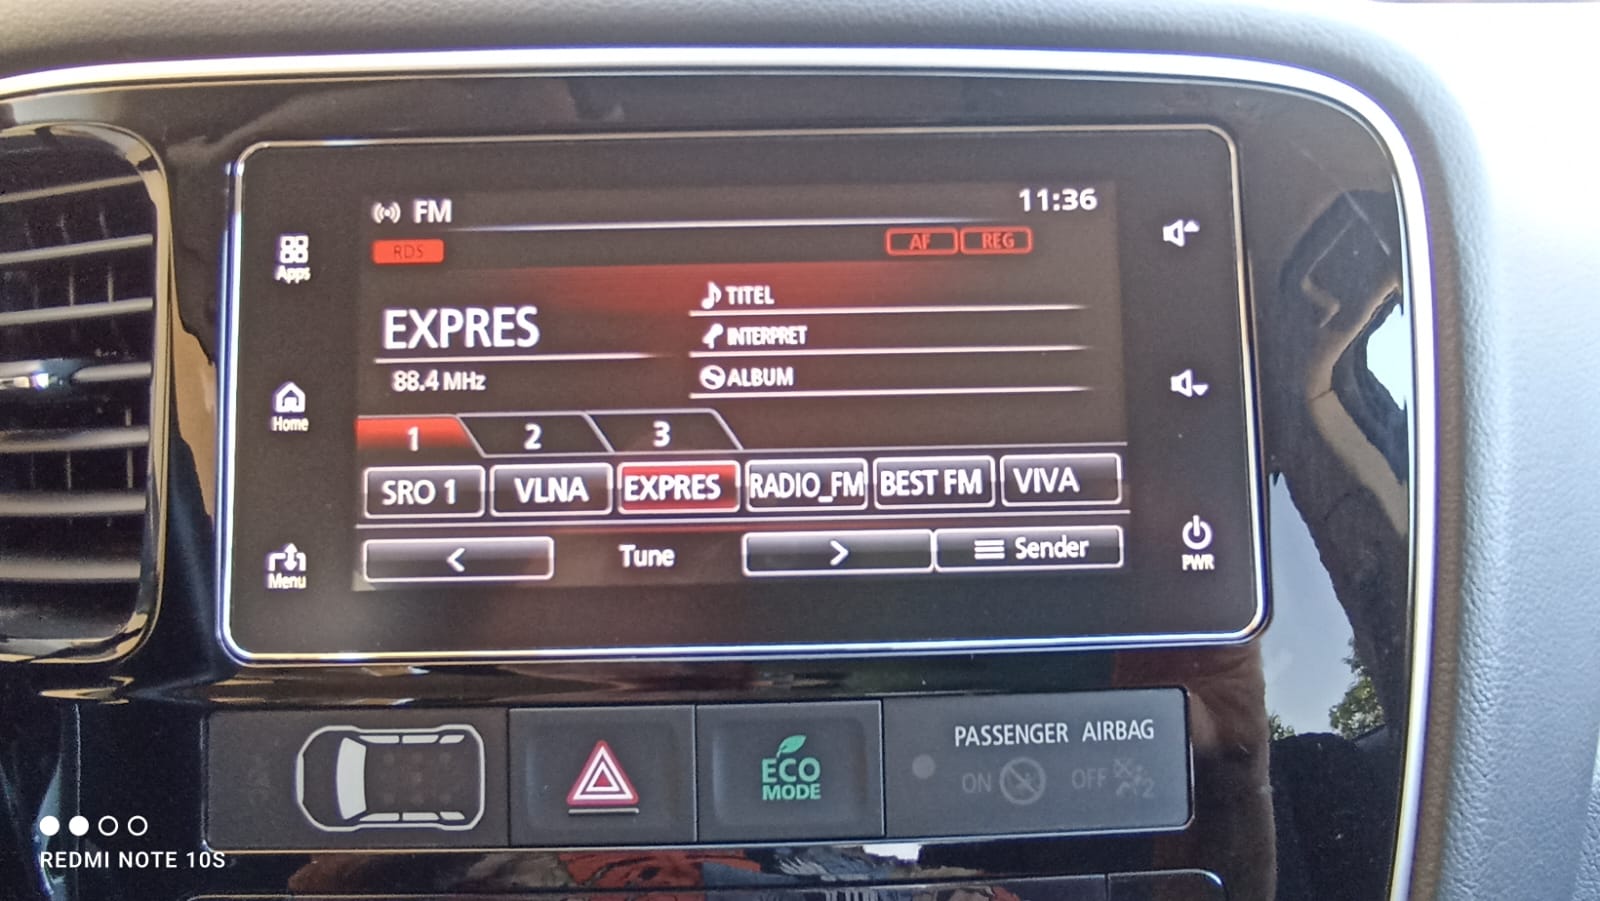 FM
11:36
RDS
AF REG
Apps
EXPRES
88.4 MHz
TITEL
INTERPRET
ALBUM
Home
1 2 3
SRO 1 VLNA EXPRES RADIO_FM BEST FM VIVA
< Tune > Sender
Menu
PWR
ECO
MODE
PASSENGER AIRBAG
ON OFF
REDMI NOTE 10S